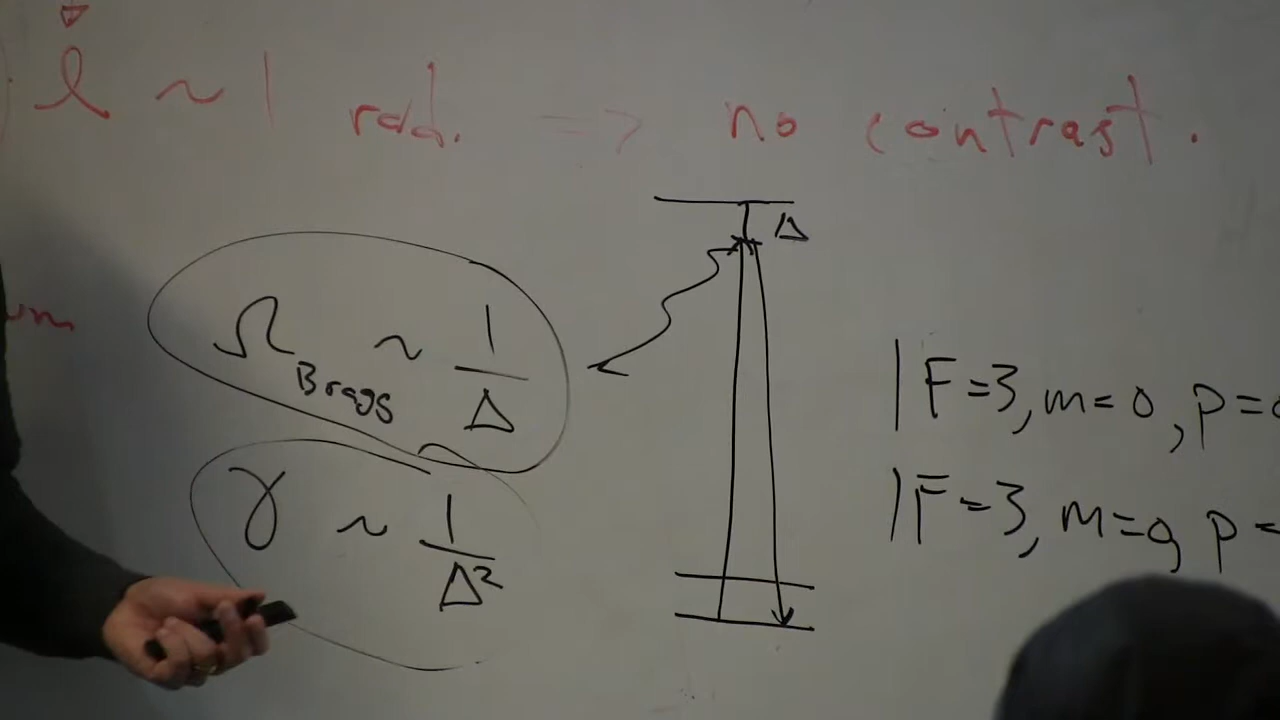 ℓ ~ 1 rad. => no contrast.
Δ
Ω_Bragg ~ 1/Δ
γ ~ 1/Δ²
|F=3, m=0, p=
|F=3, m=0, p=